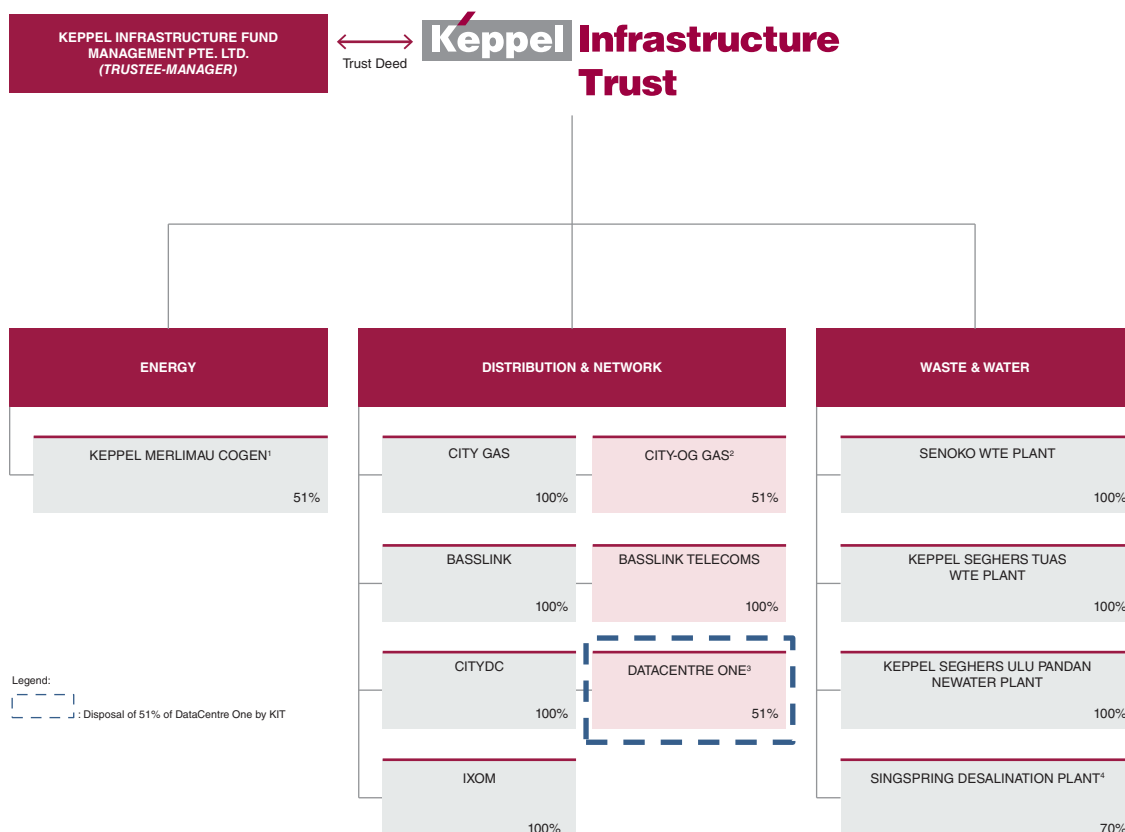 KEPPEL INFRASTRUCTURE FUND
MANAGEMENT PTE. LTD.
(TRUSTEE-MANAGER)
Trust Deed
Keppel Infrastructure
Trust
ENERGY
DISTRIBUTION & NETWORK
WASTE & WATER
KEPPEL MERLIMAU COGEN¹
51%
CITY GAS
100%
CITY-OG GAS²
51%
SENOKO WTE PLANT
100%
BASSLINK
100%
BASSLINK TELECOMS
100%
KEPPEL SEGHERS TUAS
WTE PLANT
100%
CITYDC
100%
DATACENTRE ONE³
51%
KEPPEL SEGHERS ULU PANDAN
NEWATER PLANT
100%
Legend:
: Disposal of 51% of DataCentre One by KIT
IXOM
100%
SINGSPRING DESALINATION PLANT⁴
70%